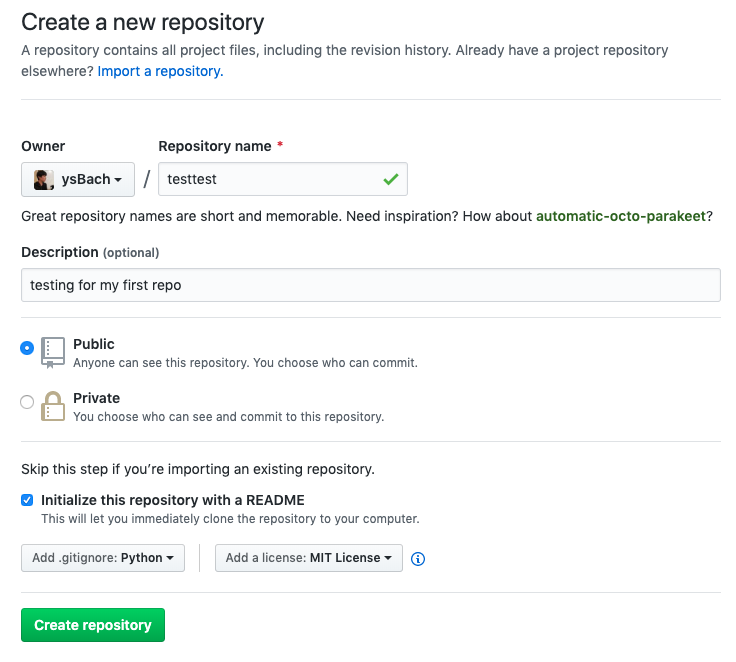 Create a new repository
A repository contains all project files, including the revision history. Already have a project repository
elsewhere? Import a repository.
Owner
Repository name *
ysBach / testtest
Great repository names are short and memorable. Need inspiration? How about automatic-octo-parakeet?
Description (optional)
testing for my first repo
Public
Anyone can see this repository. You choose who can commit.
Private
You choose who can see and commit to this repository.
Skip this step if you’re importing an existing repository.
Initialize this repository with a README
This will let you immediately clone the repository to your computer.
Add .gitignore: Python
Add a license: MIT License
Create repository